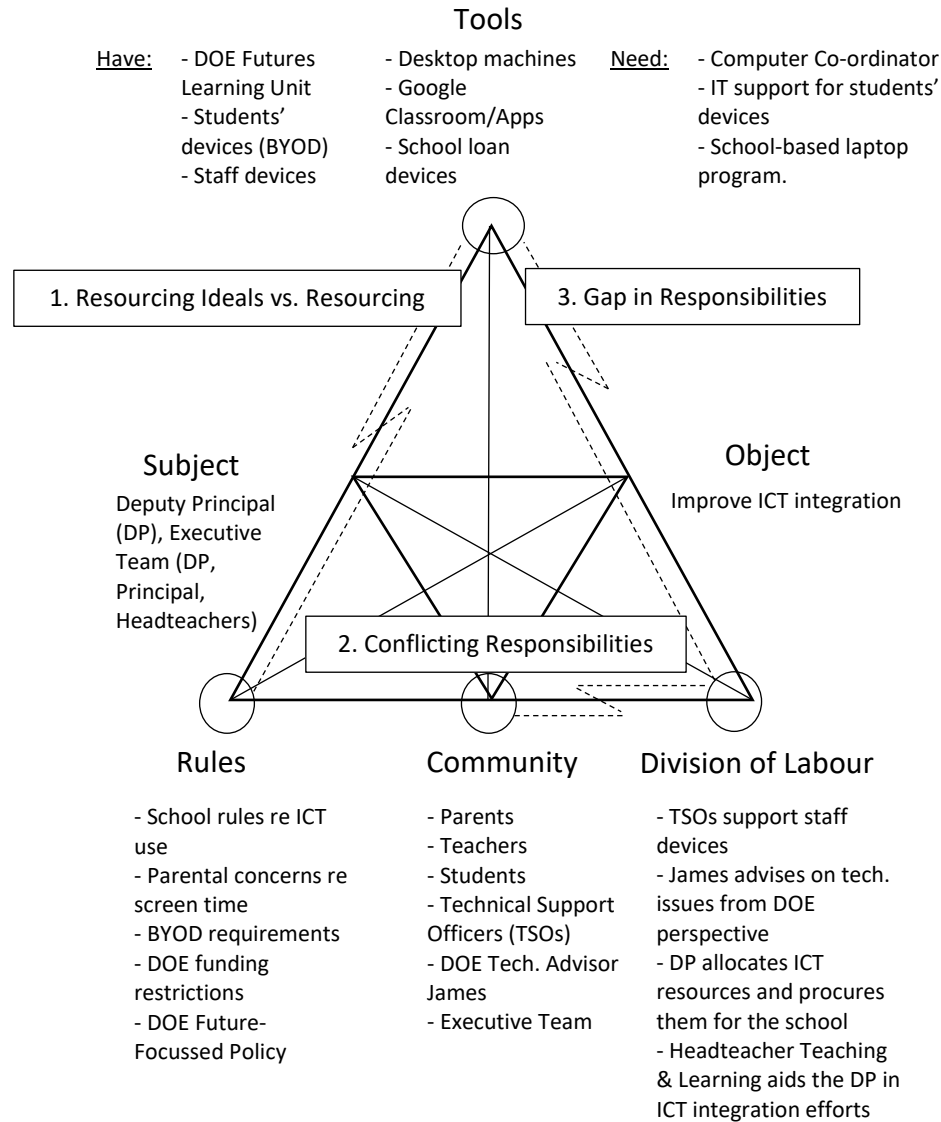 Tools
Have:
- DOE Futures
Learning Unit
- Students’
devices (BYOD)
- Staff devices
- Desktop machines
- Google
Classroom/Apps
- School loan
devices
Need:
- Computer Co-ordinator
- IT support for students’
devices
- School-based laptop
program.
1. Resourcing Ideals vs. Resourcing
3. Gap in Responsibilities
Subject
Deputy Principal
(DP), Executive
Team (DP,
Principal,
Headteachers)
Object
Improve ICT integration
2. Conflicting Responsibilities
Rules
- School rules re ICT
use
- Parental concerns re
screen time
- BYOD requirements
- DOE funding
restrictions
- DOE Future-
Focussed Policy
Community
- Parents
- Teachers
- Students
- Technical Support
Officers (TSOs)
- DOE Tech. Advisor
James
- Executive Team
Division of Labour
- TSOs support staff
devices
- James advises on tech.
issues from DOE
perspective
- DP allocates ICT
resources and procures
them for the school
- Headteacher Teaching
& Learning aids the DP in
ICT integration efforts